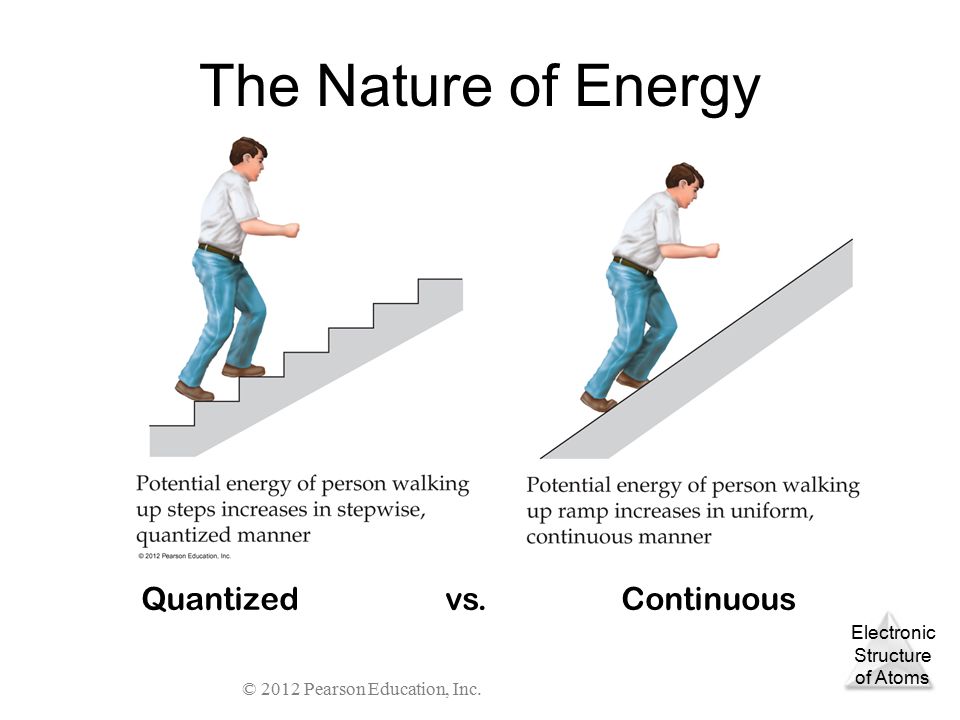 The Nature of Energy
Potential energy of person walking
up steps increases in stepwise,
quantized manner
© 2012 Pearson Education, Inc.
Potential energy of person walking
up ramp increases in uniform,
continuous manner
Quantized vs. Continuous
Electronic
Structure
of Atoms
© 2012 Pearson Education, Inc.